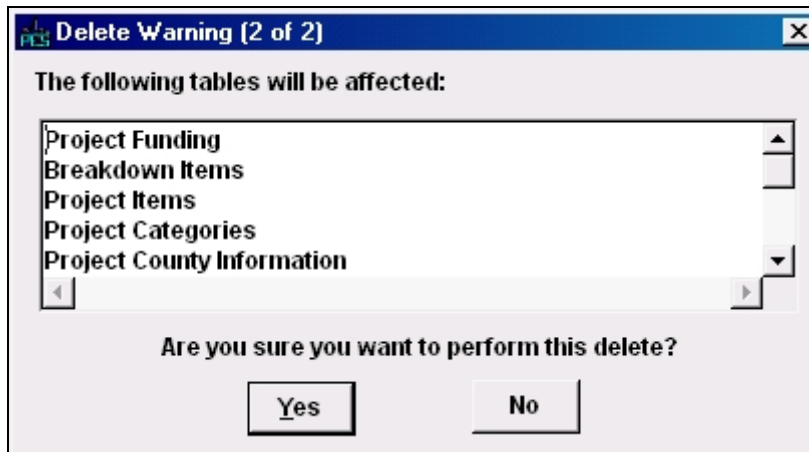 PES Delete Warning (2 of 2)
The following tables will be affected:
Project Funding
Breakdown Items
Project Items
Project Categories
Project County Information
Are you sure you want to perform this delete?
Yes No